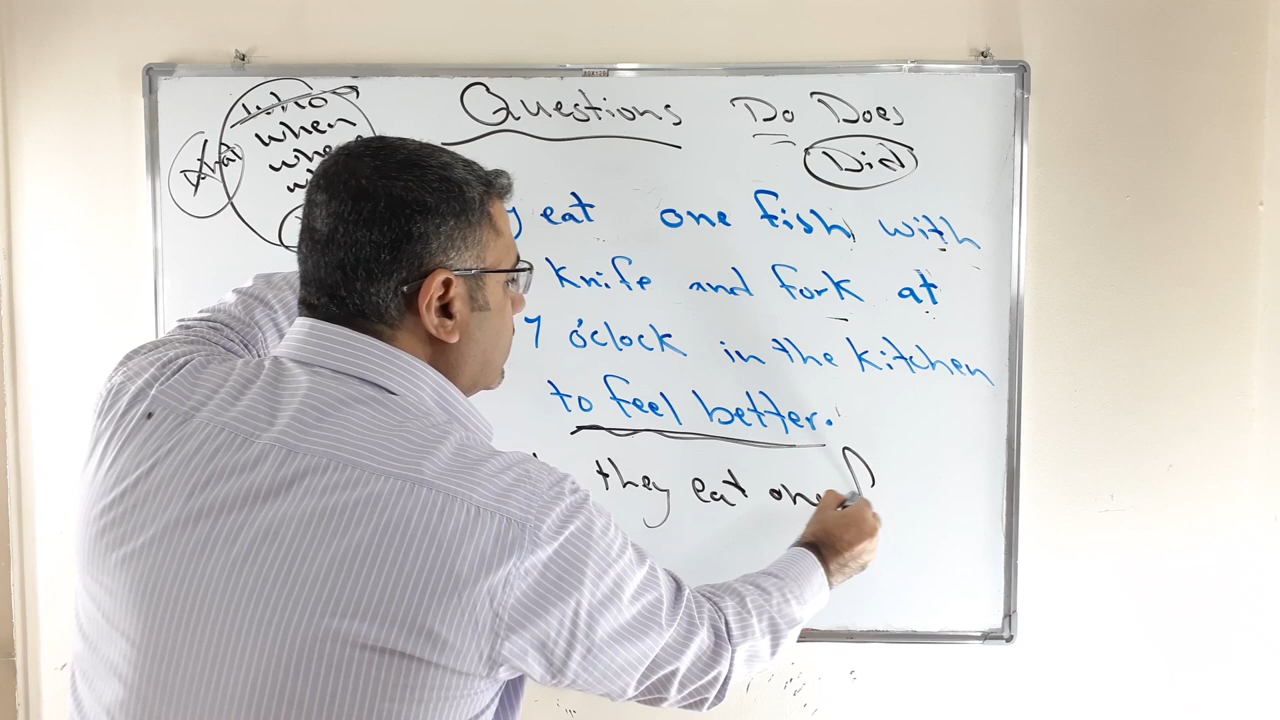 Questions Do Does
Did
who
when
what
eat one fish with
knife and fork at
7 o'clock in the kitchen
to feel better.
they eat one